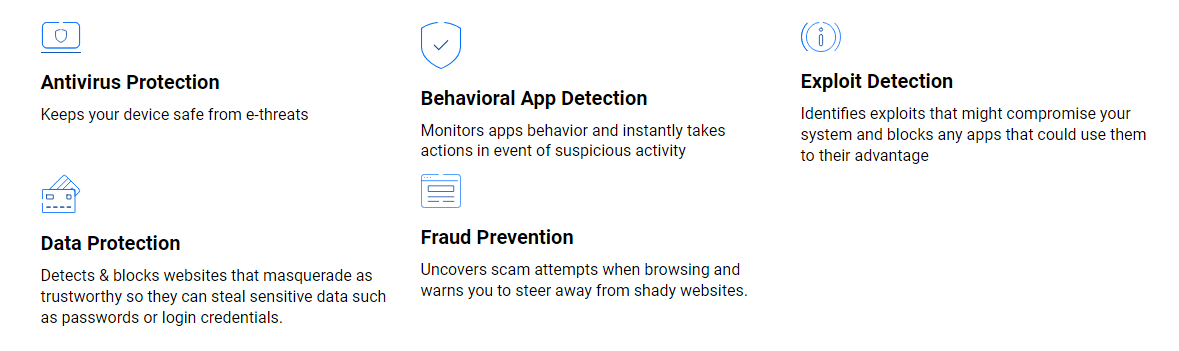 Antivirus Protection
Keeps your device safe from e-threats
Behavioral App Detection
Monitors apps behavior and instantly takes
actions in event of suspicious activity
Exploit Detection
Identifies exploits that might compromise your
system and blocks any apps that could use them
to their advantage
Data Protection
Detects & blocks websites that masquerade as
trustworthy so they can steal sensitive data such
as passwords or login credentials.
Fraud Prevention
Uncovers scam attempts when browsing and
warns you to steer away from shady websites.